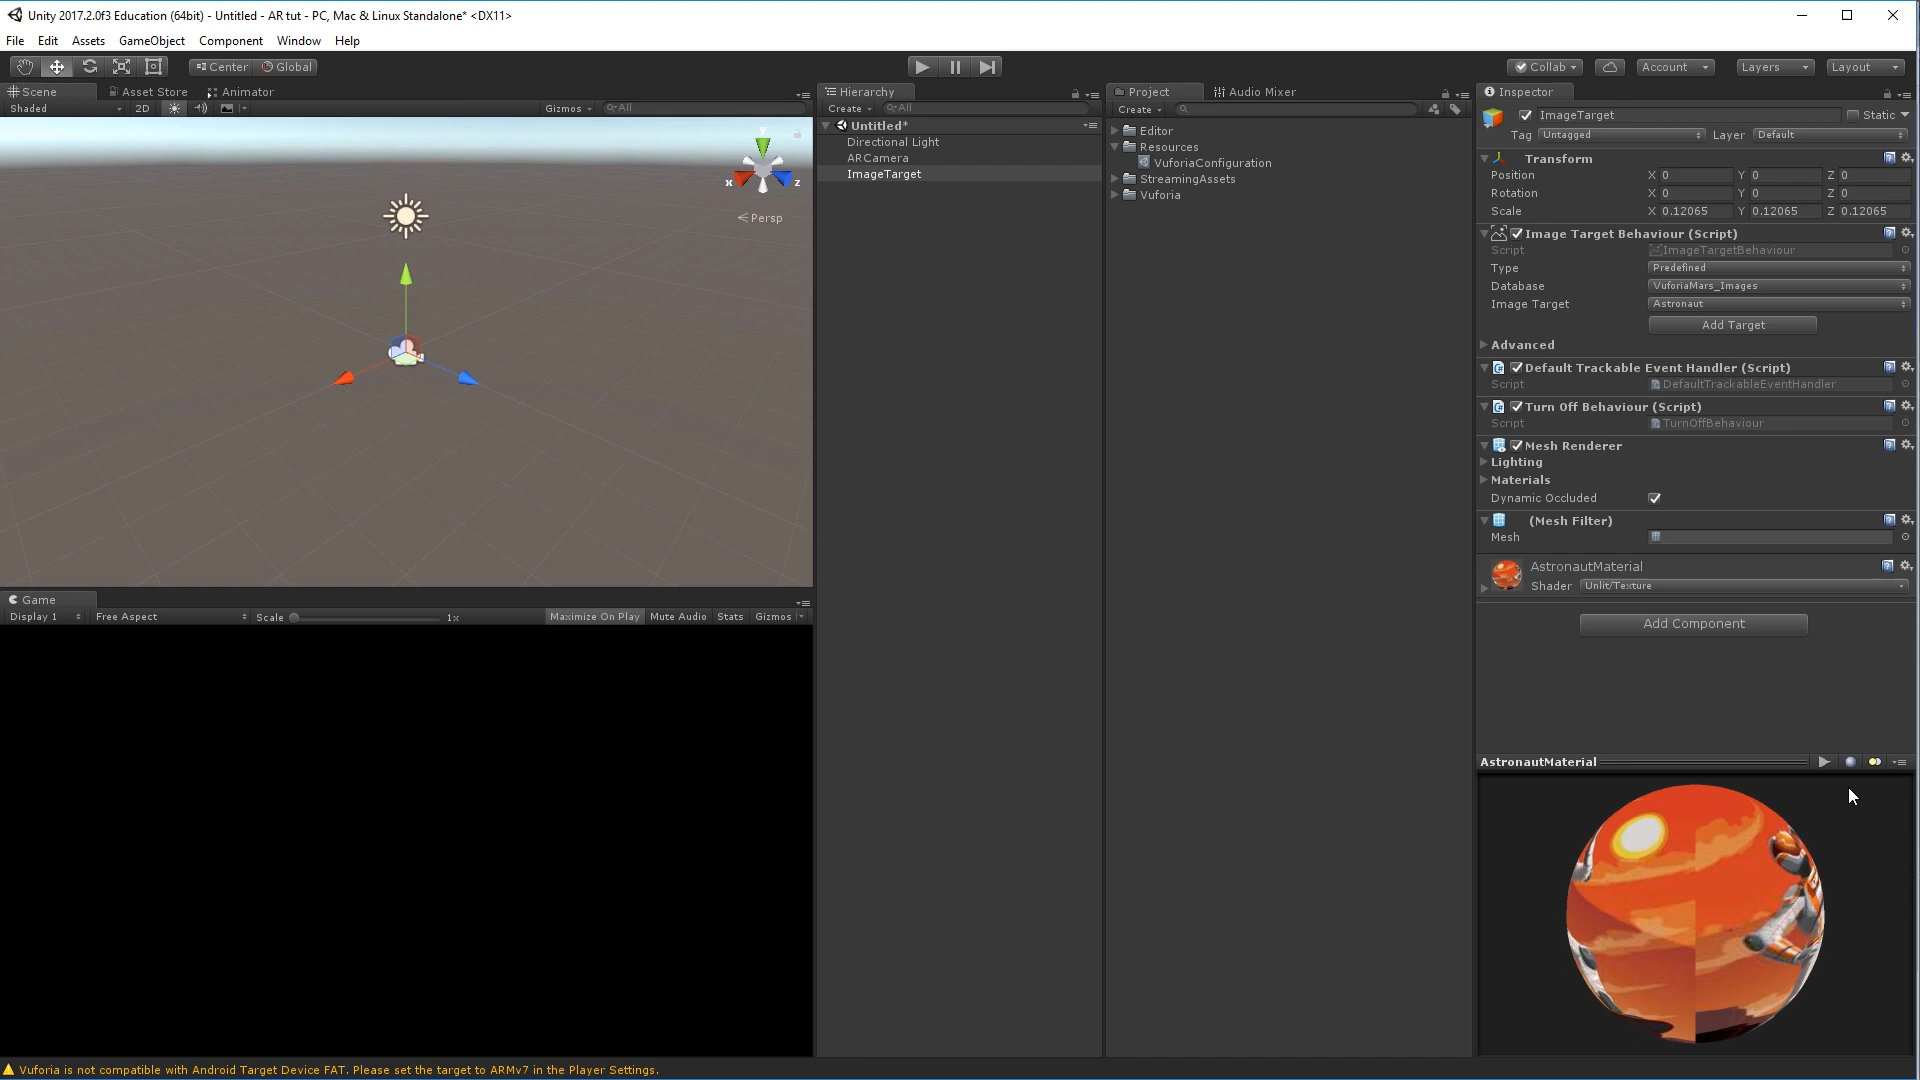 Unity 2017.2.0f3 Education (64bit) - Untitled - AR tut - PC, Mac & Linux Standalone* <DX11>
File Edit Assets GameObject Component Window Help
Center Global Collab Account Layers Layout
Scene Asset Store Animator
Shaded 2D Gizmos All
y
x z
Persp
Game
Display 1 Free Aspect Scale 1x Maximize On Play Mute Audio Stats Gizmos
Hierarchy
Create All
Untitled*
Directional Light
ARCamera
ImageTarget
Project Audio Mixer
Create
Editor
Resources
VuforiaConfiguration
StreamingAssets
Vuforia
Inspector
ImageTarget Static
Tag Untagged Layer Default
Transform
Position X 0 Y 0 Z 0
Rotation X 0 Y 0 Z 0
Scale X 0.12065 Y 0.12065 Z 0.12065
Image Target Behaviour (Script)
Script ImageTargetBehaviour
Type Predefined
Database VuforiaMars_Images
Image Target Astronaut
Add Target
Advanced
Default Trackable Event Handler (Script)
Script DefaultTrackableEventHandler
Turn Off Behaviour (Script)
Script TurnOffBehaviour
Mesh Renderer
Lighting
Materials
Dynamic Occluded
(Mesh Filter)
Mesh
AstronautMaterial
Shader Unlit/Texture
Add Component
AstronautMaterial
Vuforia is not compatible with Android Target Device FAT. Please set the target to ARMv7 in the Player Settings.